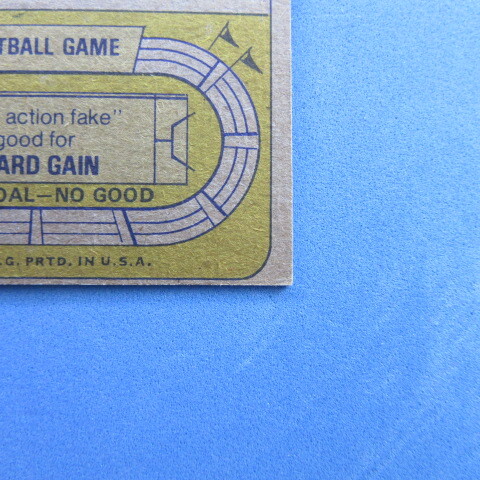 TBALL GAME
action fake"
good for
ARD GAIN
OAL—NO GOOD
.G. PRTD. IN U.S.A.